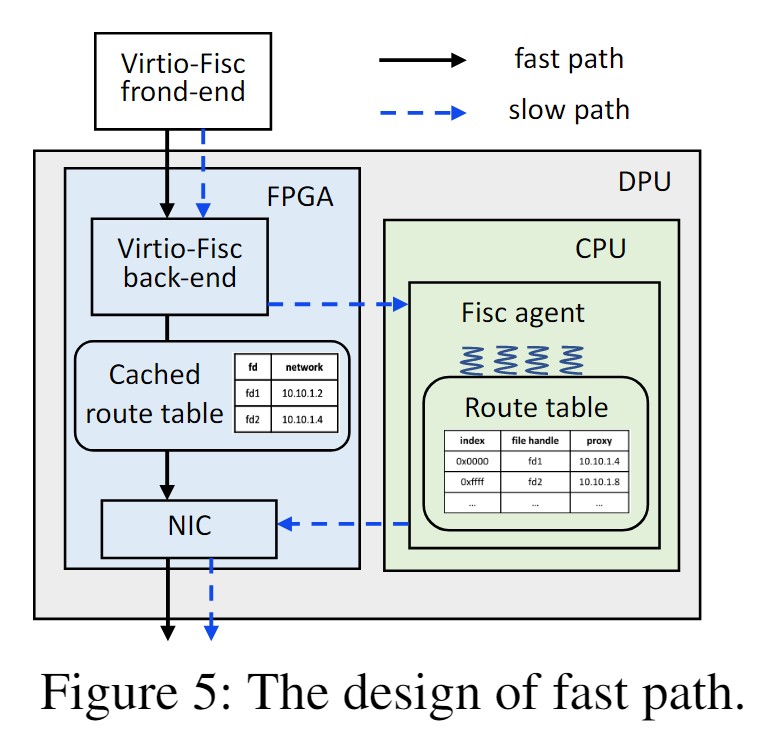 Virtio-Fisc
frond-end
fast path
slow path
DPU
FPGA
Virtio-Fisc
back-end
Cached
route table
fd network
fd1 10.10.1.2
fd2 10.10.1.4
NIC
CPU
Fisc agent
Route table
index file handle proxy
0x0000 fd1 10.10.1.4
0xffff fd2 10.10.1.8
... ... ...
Figure 5: The design of fast path.